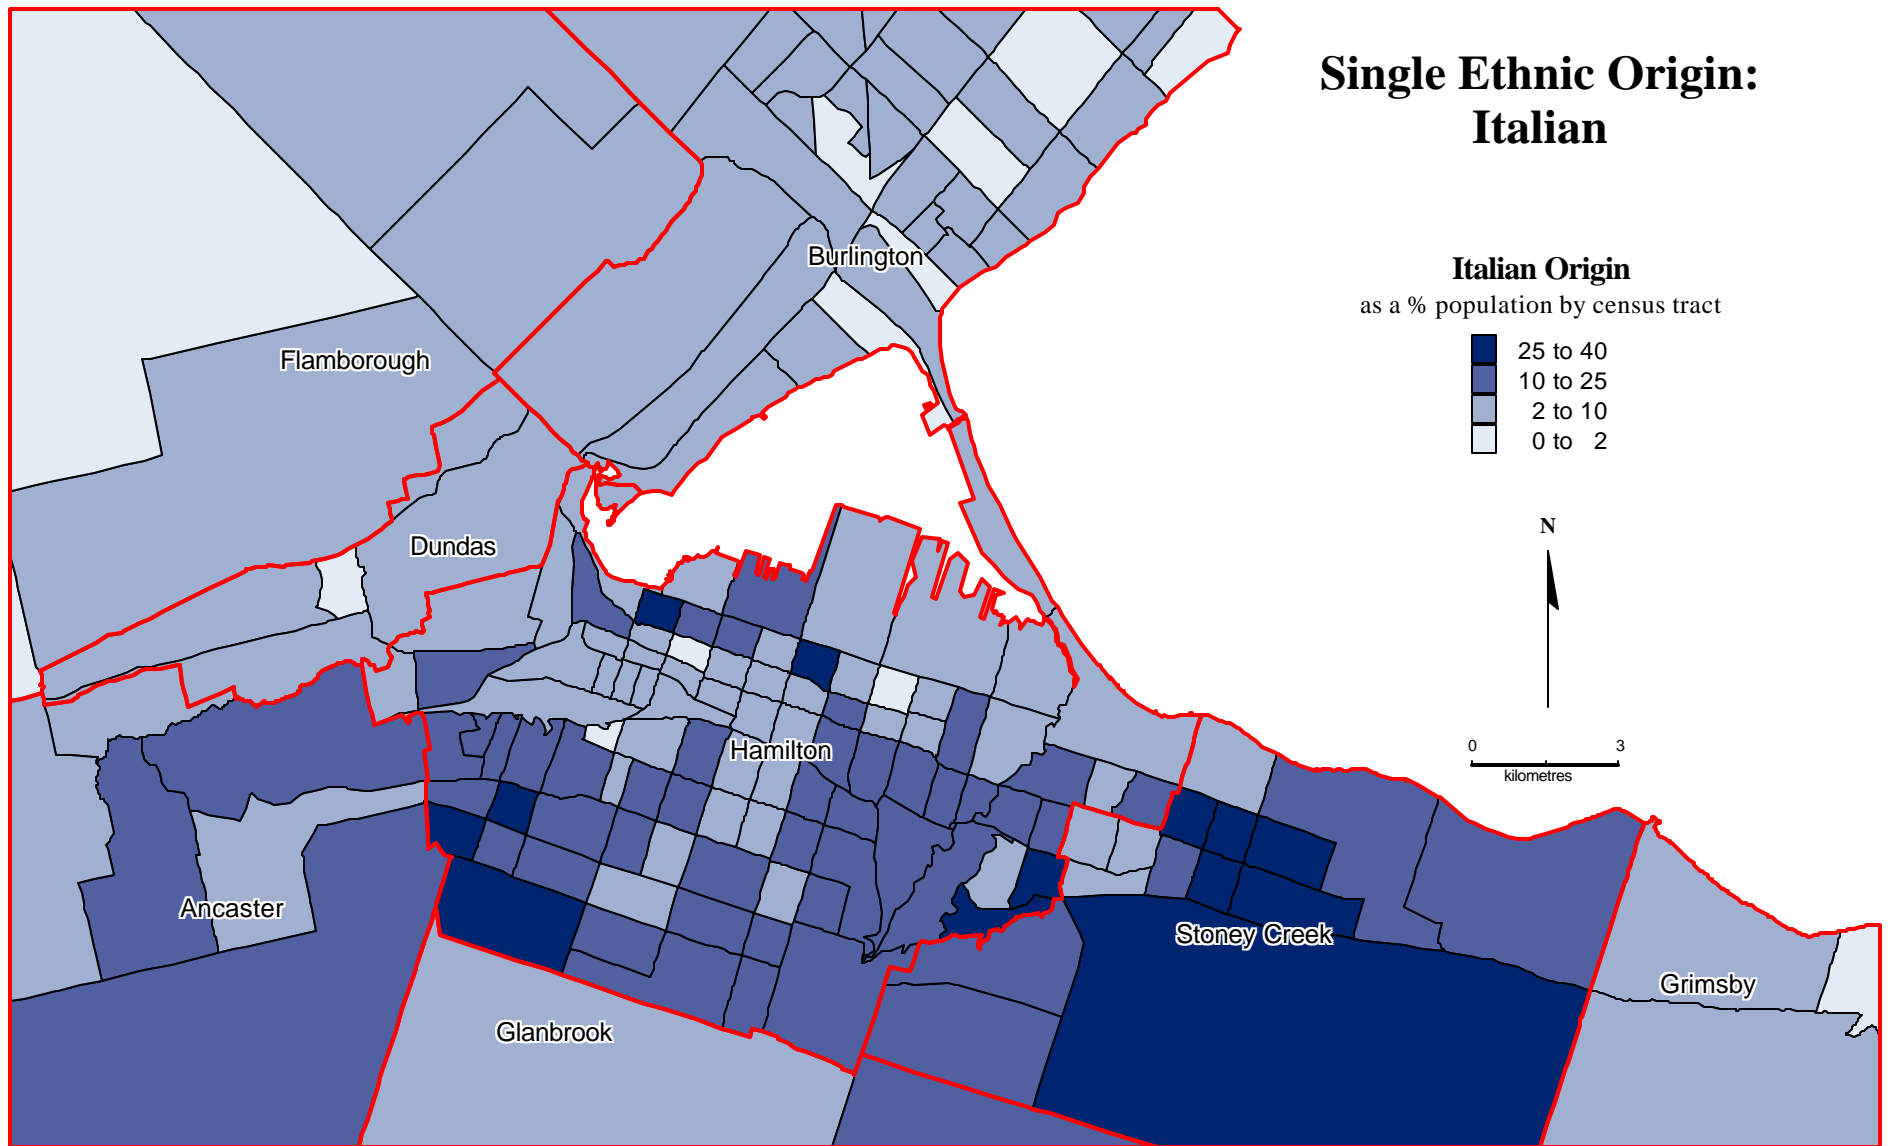 Single Ethnic Origin:
Italian
Italian Origin
as a % population by census tract
25 to 40
10 to 25
2 to 10
0 to 2
N
0 3
kilometres
Burlington
Flamborough
Dundas
Hamilton
Ancaster
Stoney Creek
Grimsby
Glanbrook